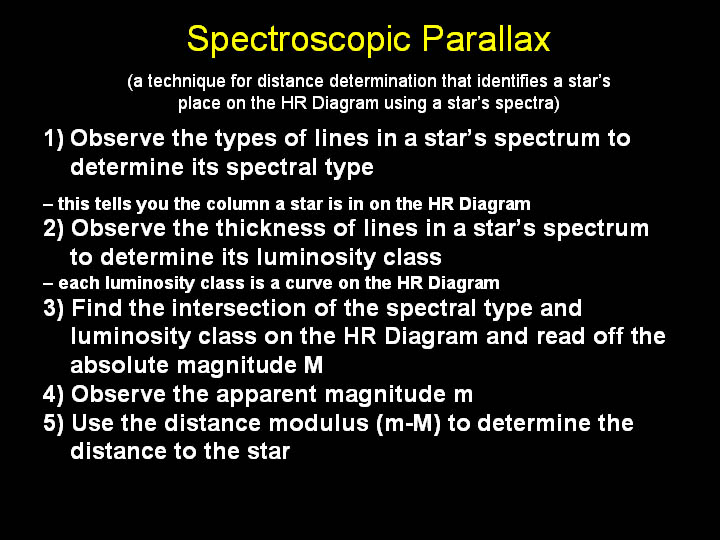 Spectroscopic Parallax
(a technique for distance determination that identifies a star's
place on the HR Diagram using a star's spectra)
1) Observe the types of lines in a star's spectrum to
determine its spectral type
– this tells you the column a star is in on the HR Diagram
2) Observe the thickness of lines in a star's spectrum
to determine its luminosity class
– each luminosity class is a curve on the HR Diagram
3) Find the intersection of the spectral type and
luminosity class on the HR Diagram and read off the
absolute magnitude M
4) Observe the apparent magnitude m
5) Use the distance modulus (m-M) to determine the
distance to the star